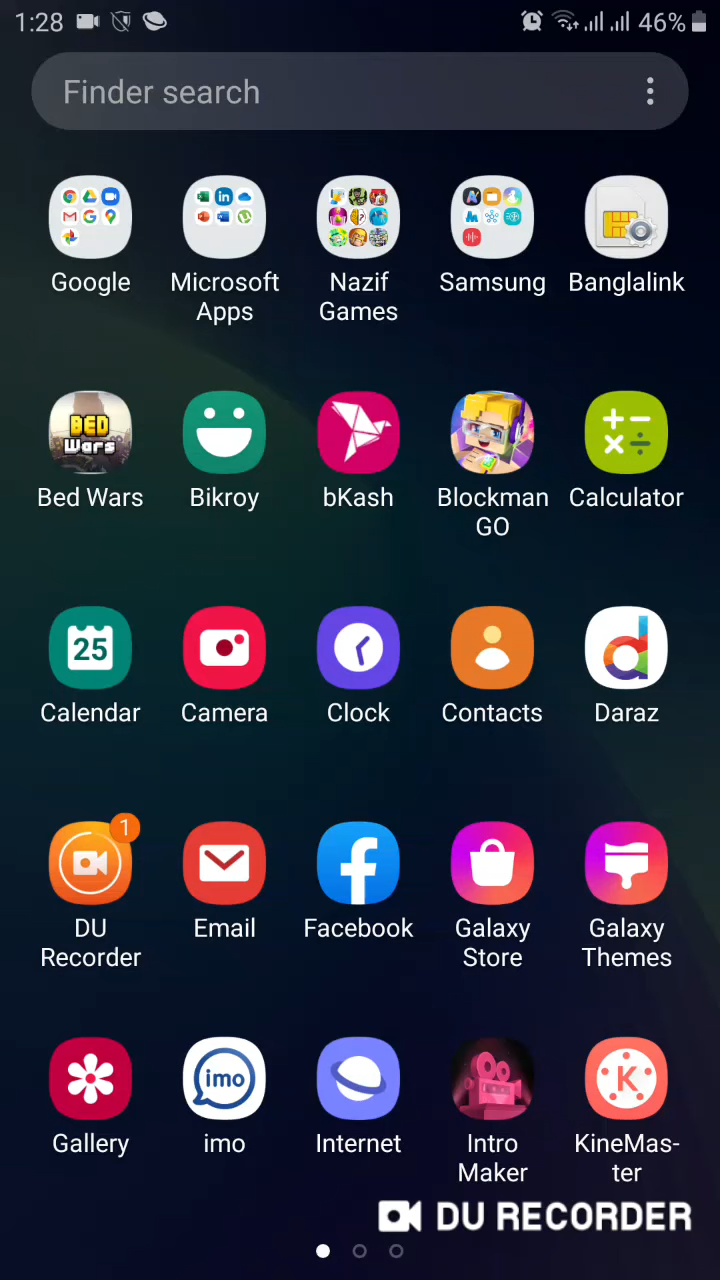 1:28
46%
Finder search
Google
Microsoft
Apps
Nazif
Games
Samsung
Banglalink
BED
Wars
Bed Wars
Bikroy
bKash
Blockman
GO
Calculator
25
Calendar
Camera
Clock
Contacts
Daraz
1
DU
Recorder
Email
Facebook
Galaxy
Store
Galaxy
Themes
Gallery
imo
imo
Internet
Intro
Maker
K
KineMas-
ter
DU RECORDER